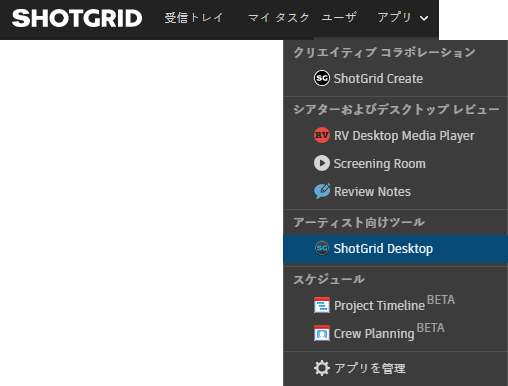 SHOTGRID 受信トレイ マイ タスク ユーザ アプリ
クリエイティブ コラボレーション
SG ShotGrid Create
シアターおよびデスクトップ レビュー
RV RV Desktop Media Player
Screening Room
Review Notes
アーティスト向けツール
SG ShotGrid Desktop
スケジュール
Project Timeline BETA
Crew Planning BETA
アプリを管理